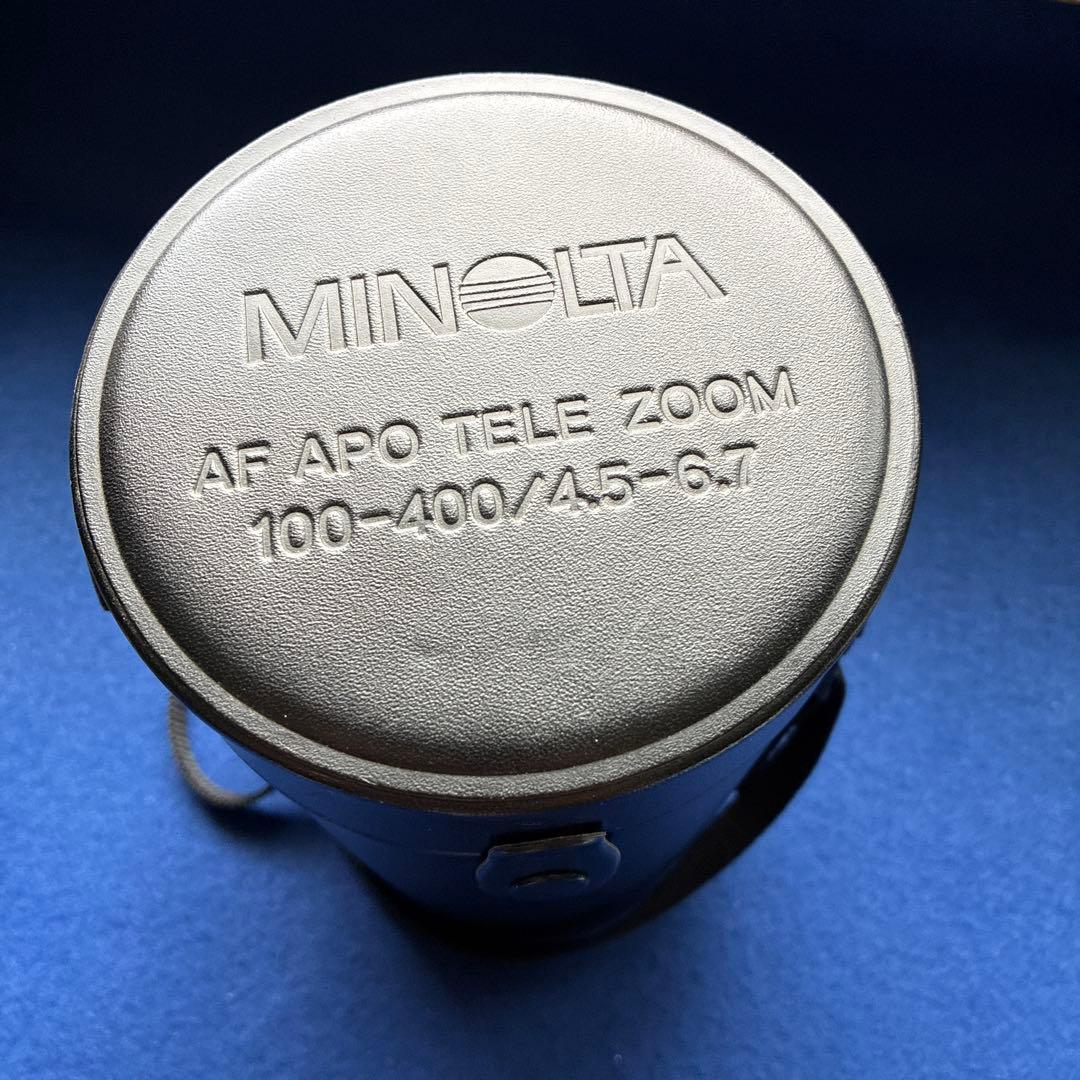 MINOLTA
AF APO TELE ZOOM
100-400/4.5-6.7